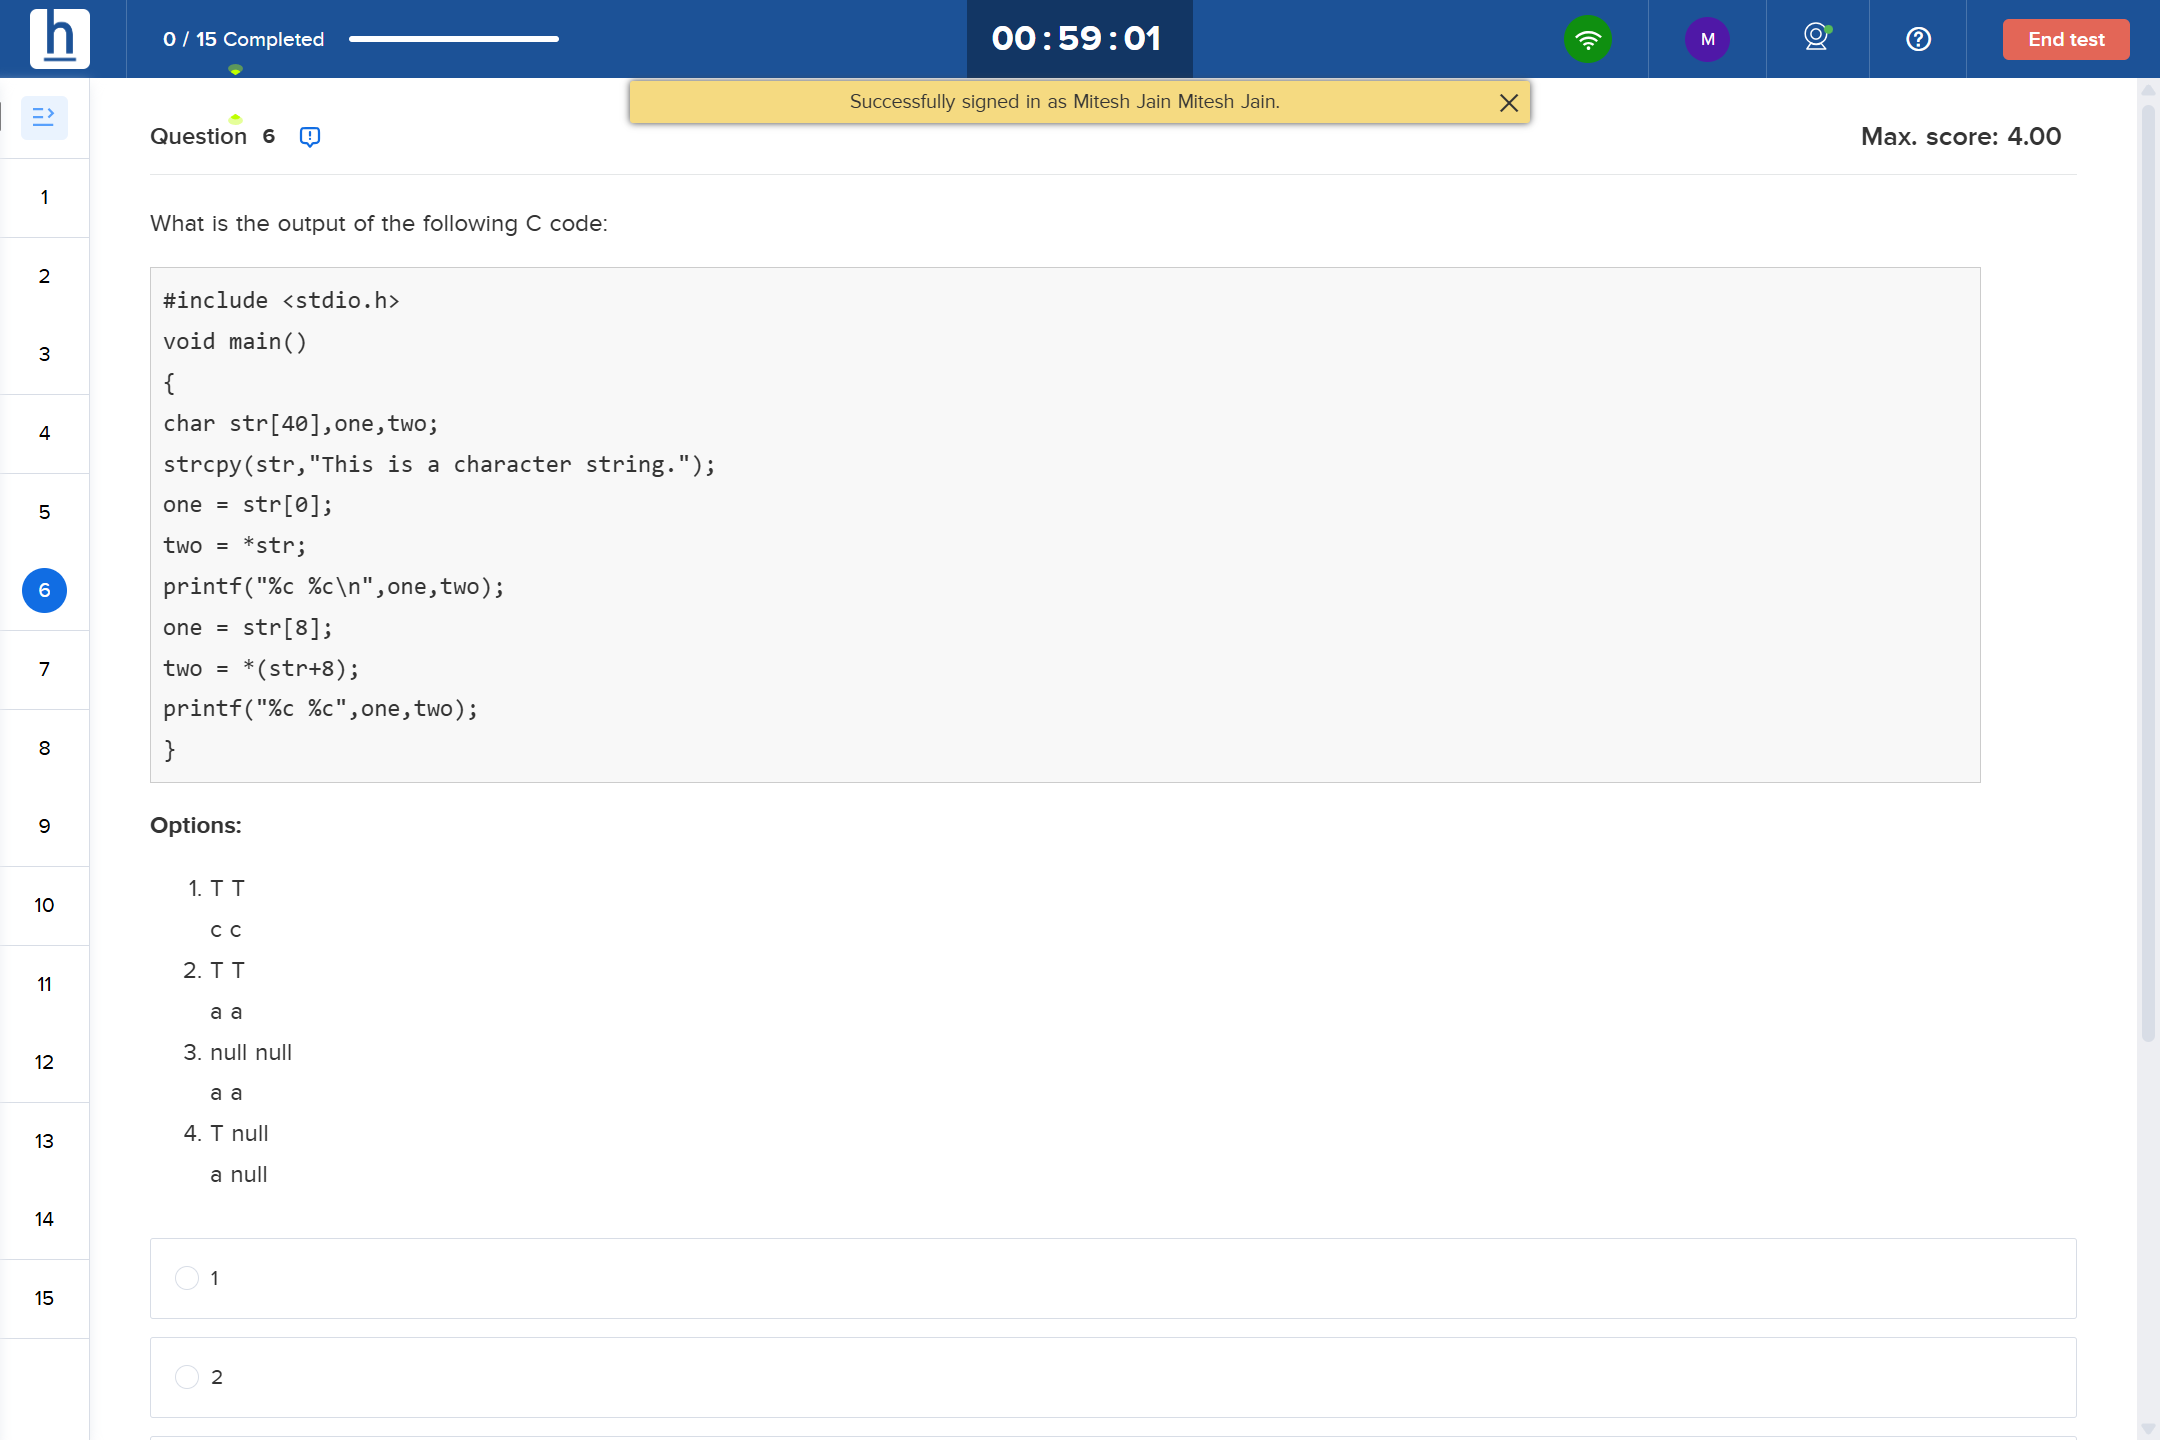 h
0 / 15 Completed
00 : 59 : 01
M
End test
Successfully signed in as Mitesh Jain Mitesh Jain.
Question 6
Max. score: 4.00
What is the output of the following C code:
#include <stdio.h>
void main()
{
char str[40],one,two;
strcpy(str,"This is a character string.");
one = str[0];
two = *str;
printf("%c %c\n",one,two);
one = str[8];
two = *(str+8);
printf("%c %c",one,two);
}
Options:
1. T T
c c
2. T T
a a
3. null null
a a
4. T null
a null
1
2
1
2
3
4
5
6
7
8
9
10
11
12
13
14
15